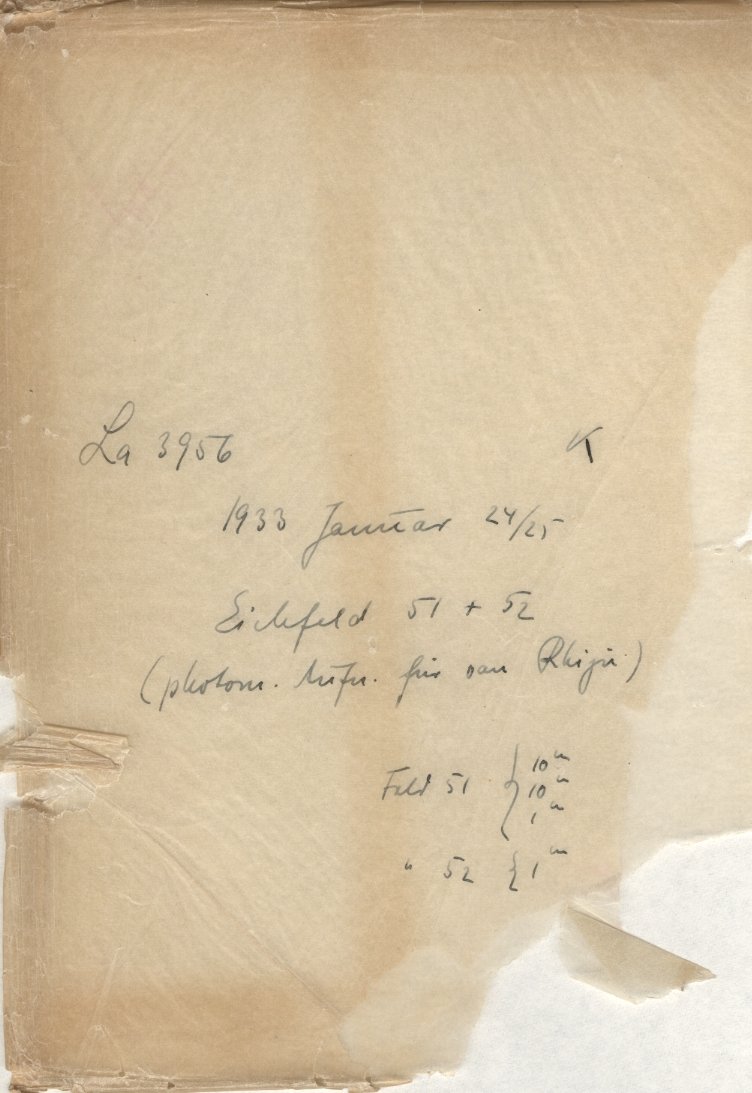 La 3956 K
1933 Januar 24/25
Eichfeld 51 + 52
(photom. Aufn. für van Rhijn)
Feld 51 { 10m
10m
1m
" 52 { 1m